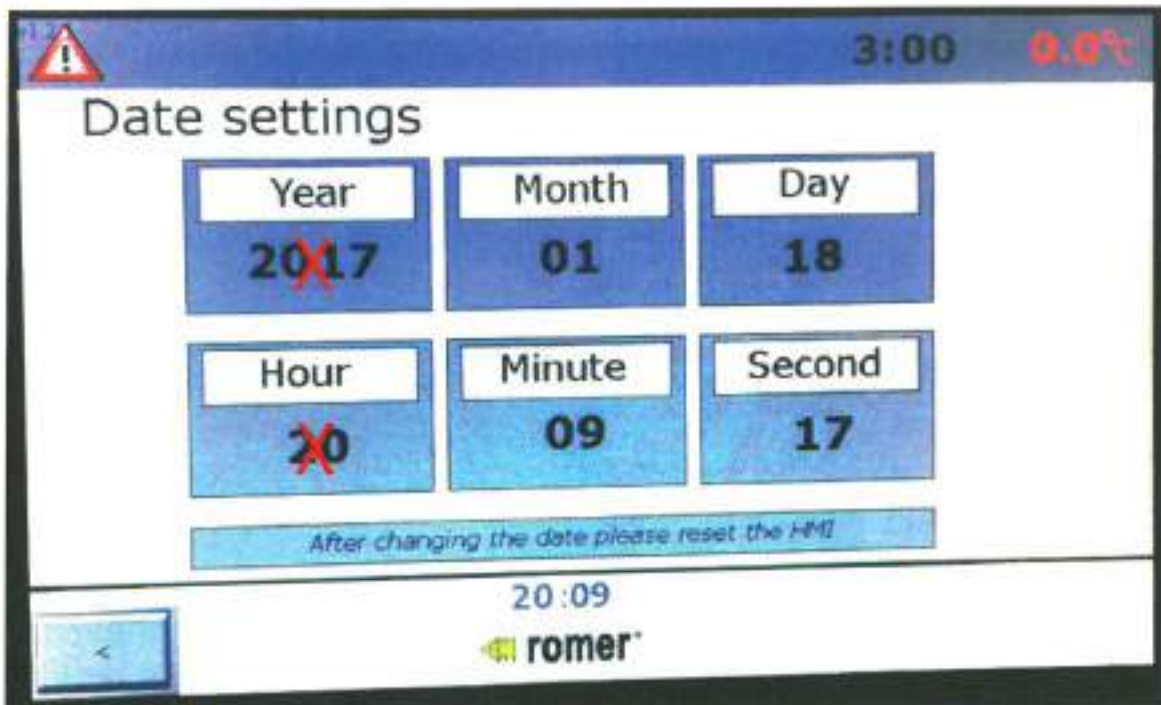 3:00 0.0°C
Date settings
Year Month Day
2017 01 18
Hour Minute Second
20 09 17
After changing the date please reset the HMI
20:09
<
romer